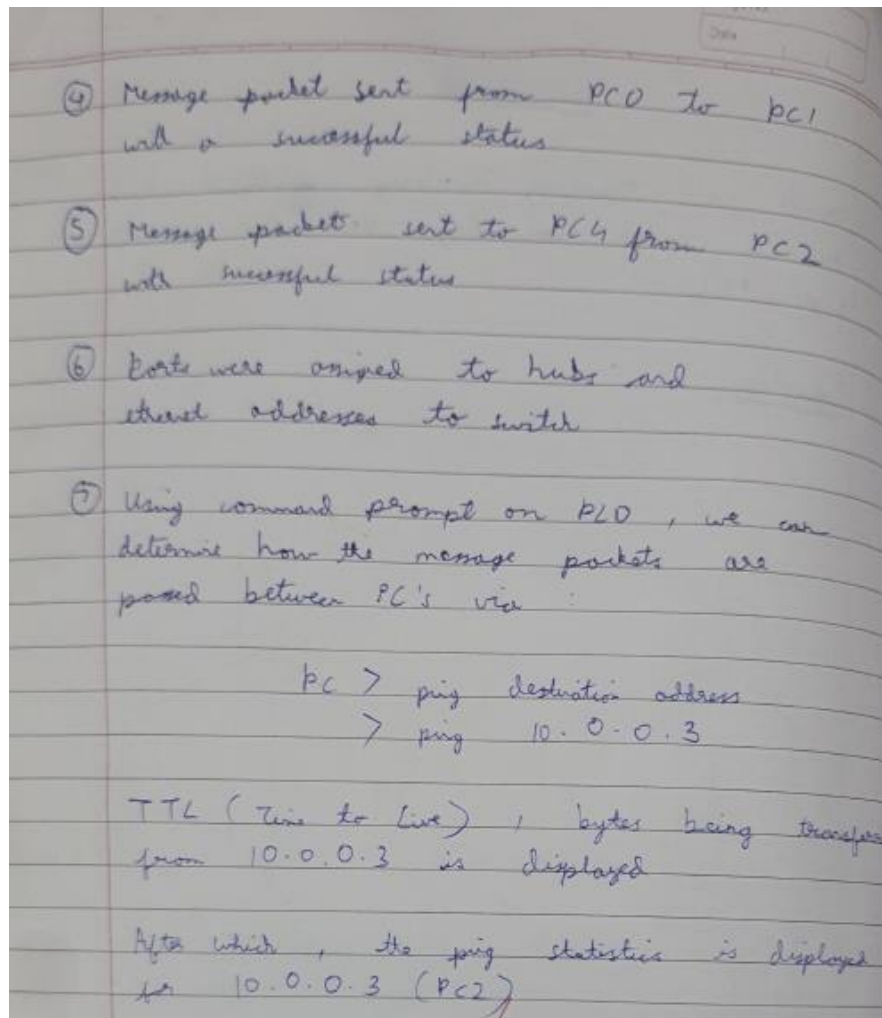 Date
④ Message packet sent from PC0 to PC1
with a successful status
⑤ Message packet sent to PC4 from PC2
with successful status
⑥ Ports were assigned to hubs and
ethernet addresses to switch
⑦ Using command prompt on PC0, we can
determine how the message packets are
passed between PC's via :
PC > ping destination address
> ping 10.0.0.3
TTL (Time to Live), bytes being transfer
from 10.0.0.3 is displayed
After which, the ping statistics is displayed
for 10.0.0.3 (PC2)